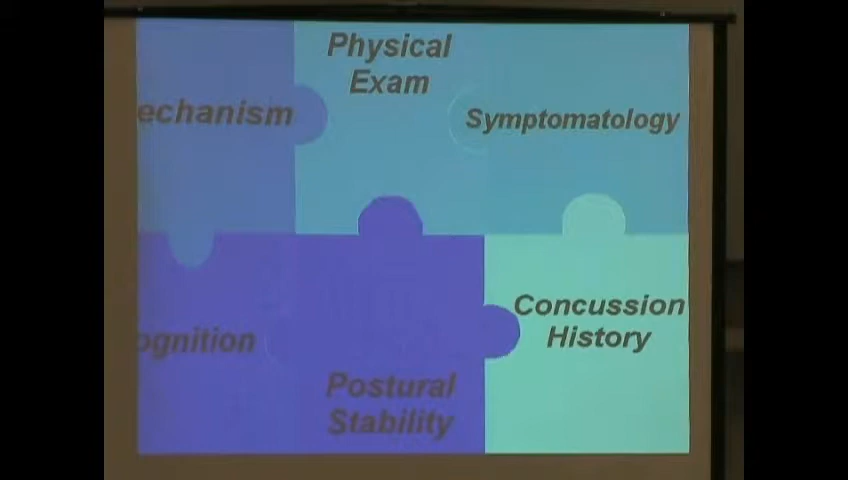 Physical
Exam
echanism
Symptomatology
Concussion
History
ognition
Postural
Stability